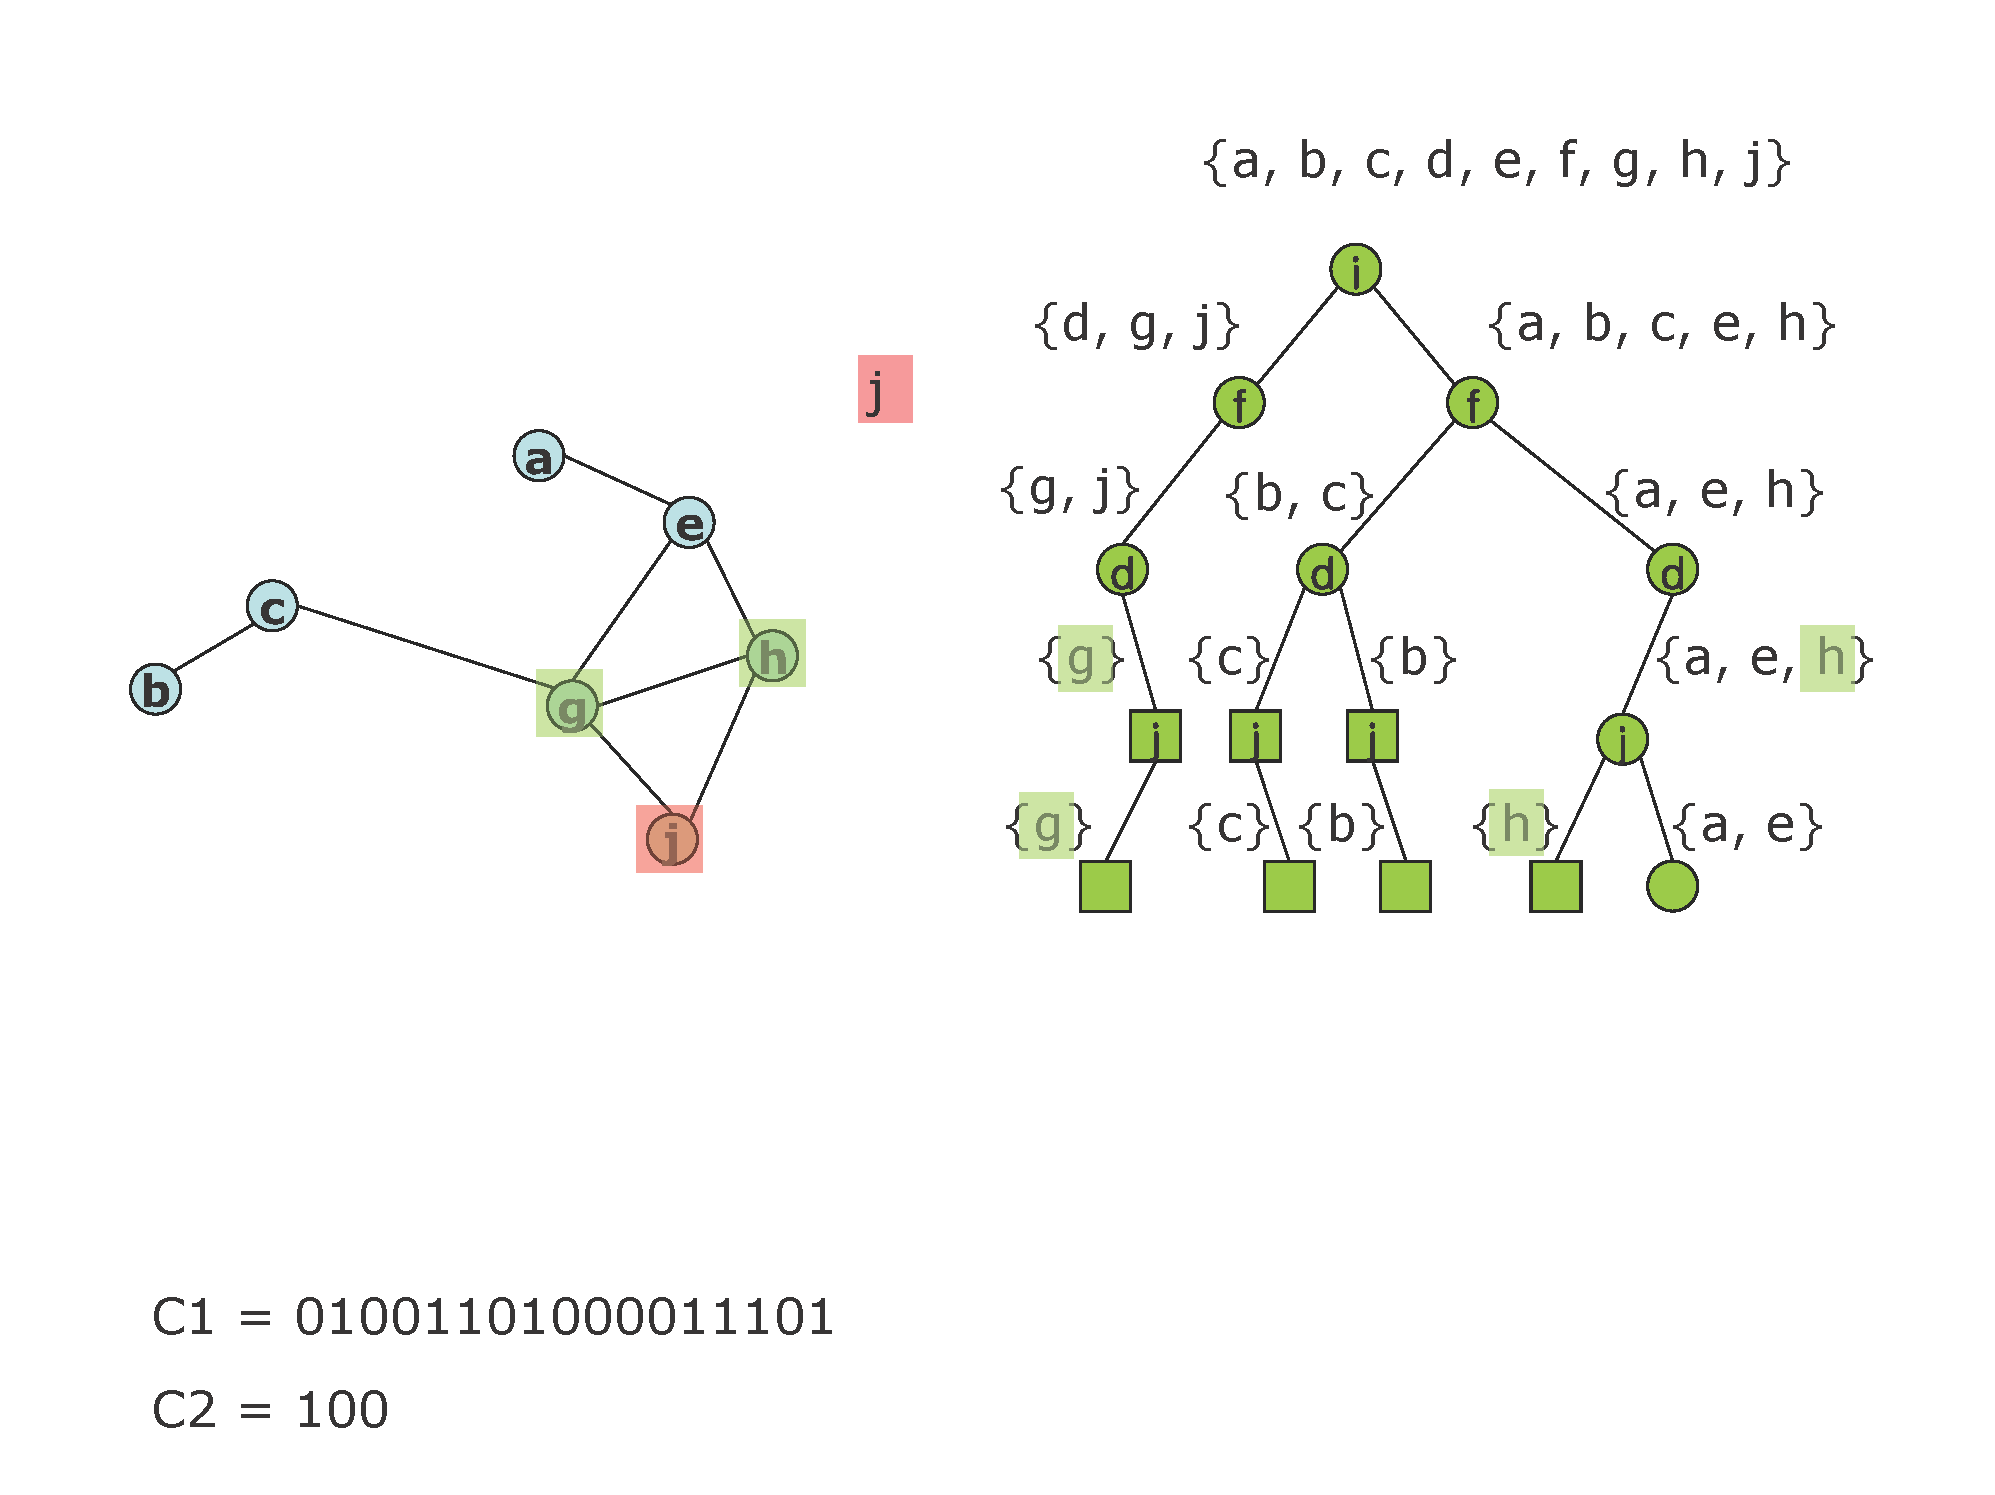 {a, b, c, d, e, f, g, h, j}
i
{d, g, j} {a, b, c, e, h}
j
f f
a
{g, j} {b, c} {a, e, h}
e
d d d
c
{g} {c} {b} {a, e, h}
h
b
g
j j j j
{g} {c} {b} {h} {a, e}
j
C1 = 01001101000011101
C2 = 100